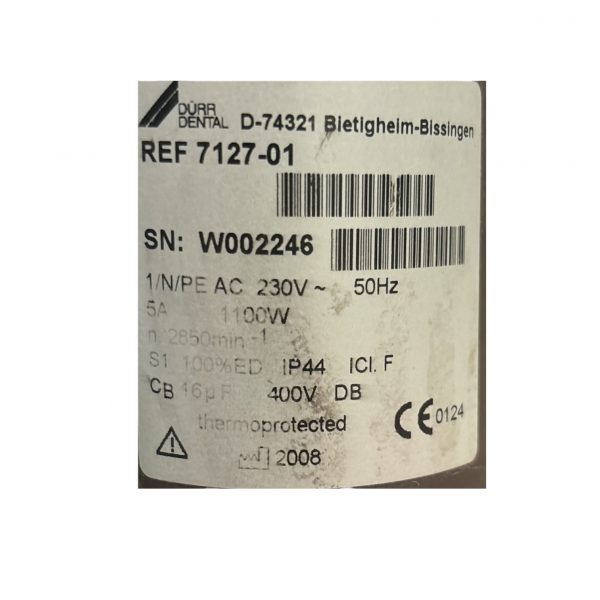 DÜRR
DENTAL D-74321 Bietigheim-Bissingen
REF 7127-01
SN: W002246
1/N/PE AC 230V ~ 50Hz
5A 1100W
n. 2850min⁻¹
S1 100%ED IP44 ICl. F
CB 16µF 400V DB
thermoprotected
CE 0124
2008